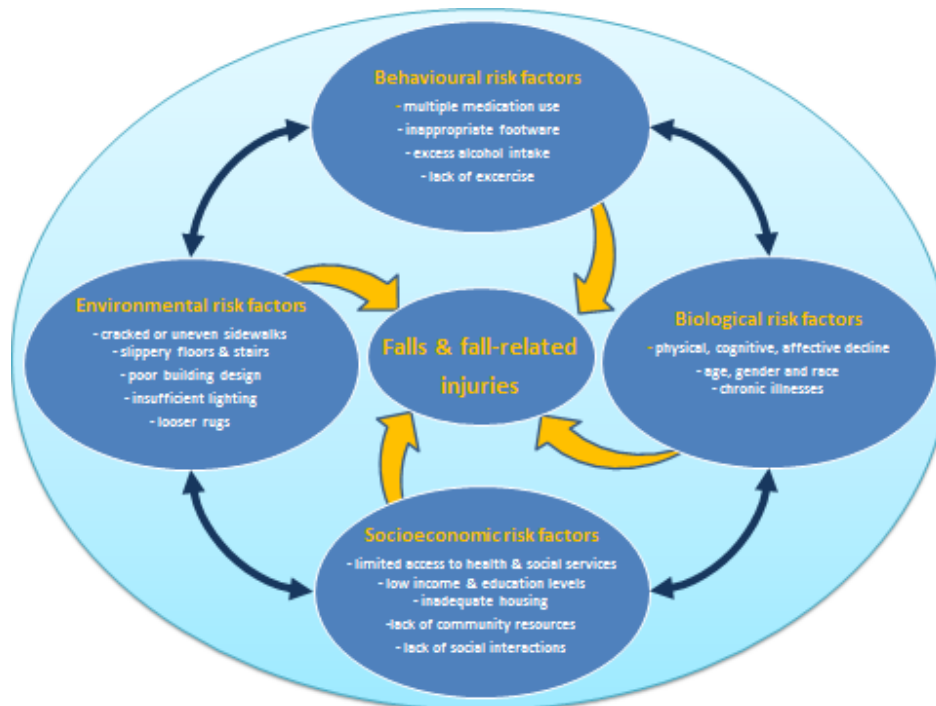 Behavioural risk factors
- multiple medication use
- inappropriate footware
- excess alcohol intake
- lack of excercise
Environmental risk factors
- cracked or uneven sidewalks
- slippery floors & stairs
- poor building design
- insufficient lighting
- looser rugs
Falls & fall-related
injuries
Biological risk factors
- physical, cognitive, affective decline
- age, gender and race
- chronic illnesses
Socioeconomic risk factors
- limited access to health & social services
- low income & education levels
- inadequate housing
-lack of community resources
- lack of social interactions